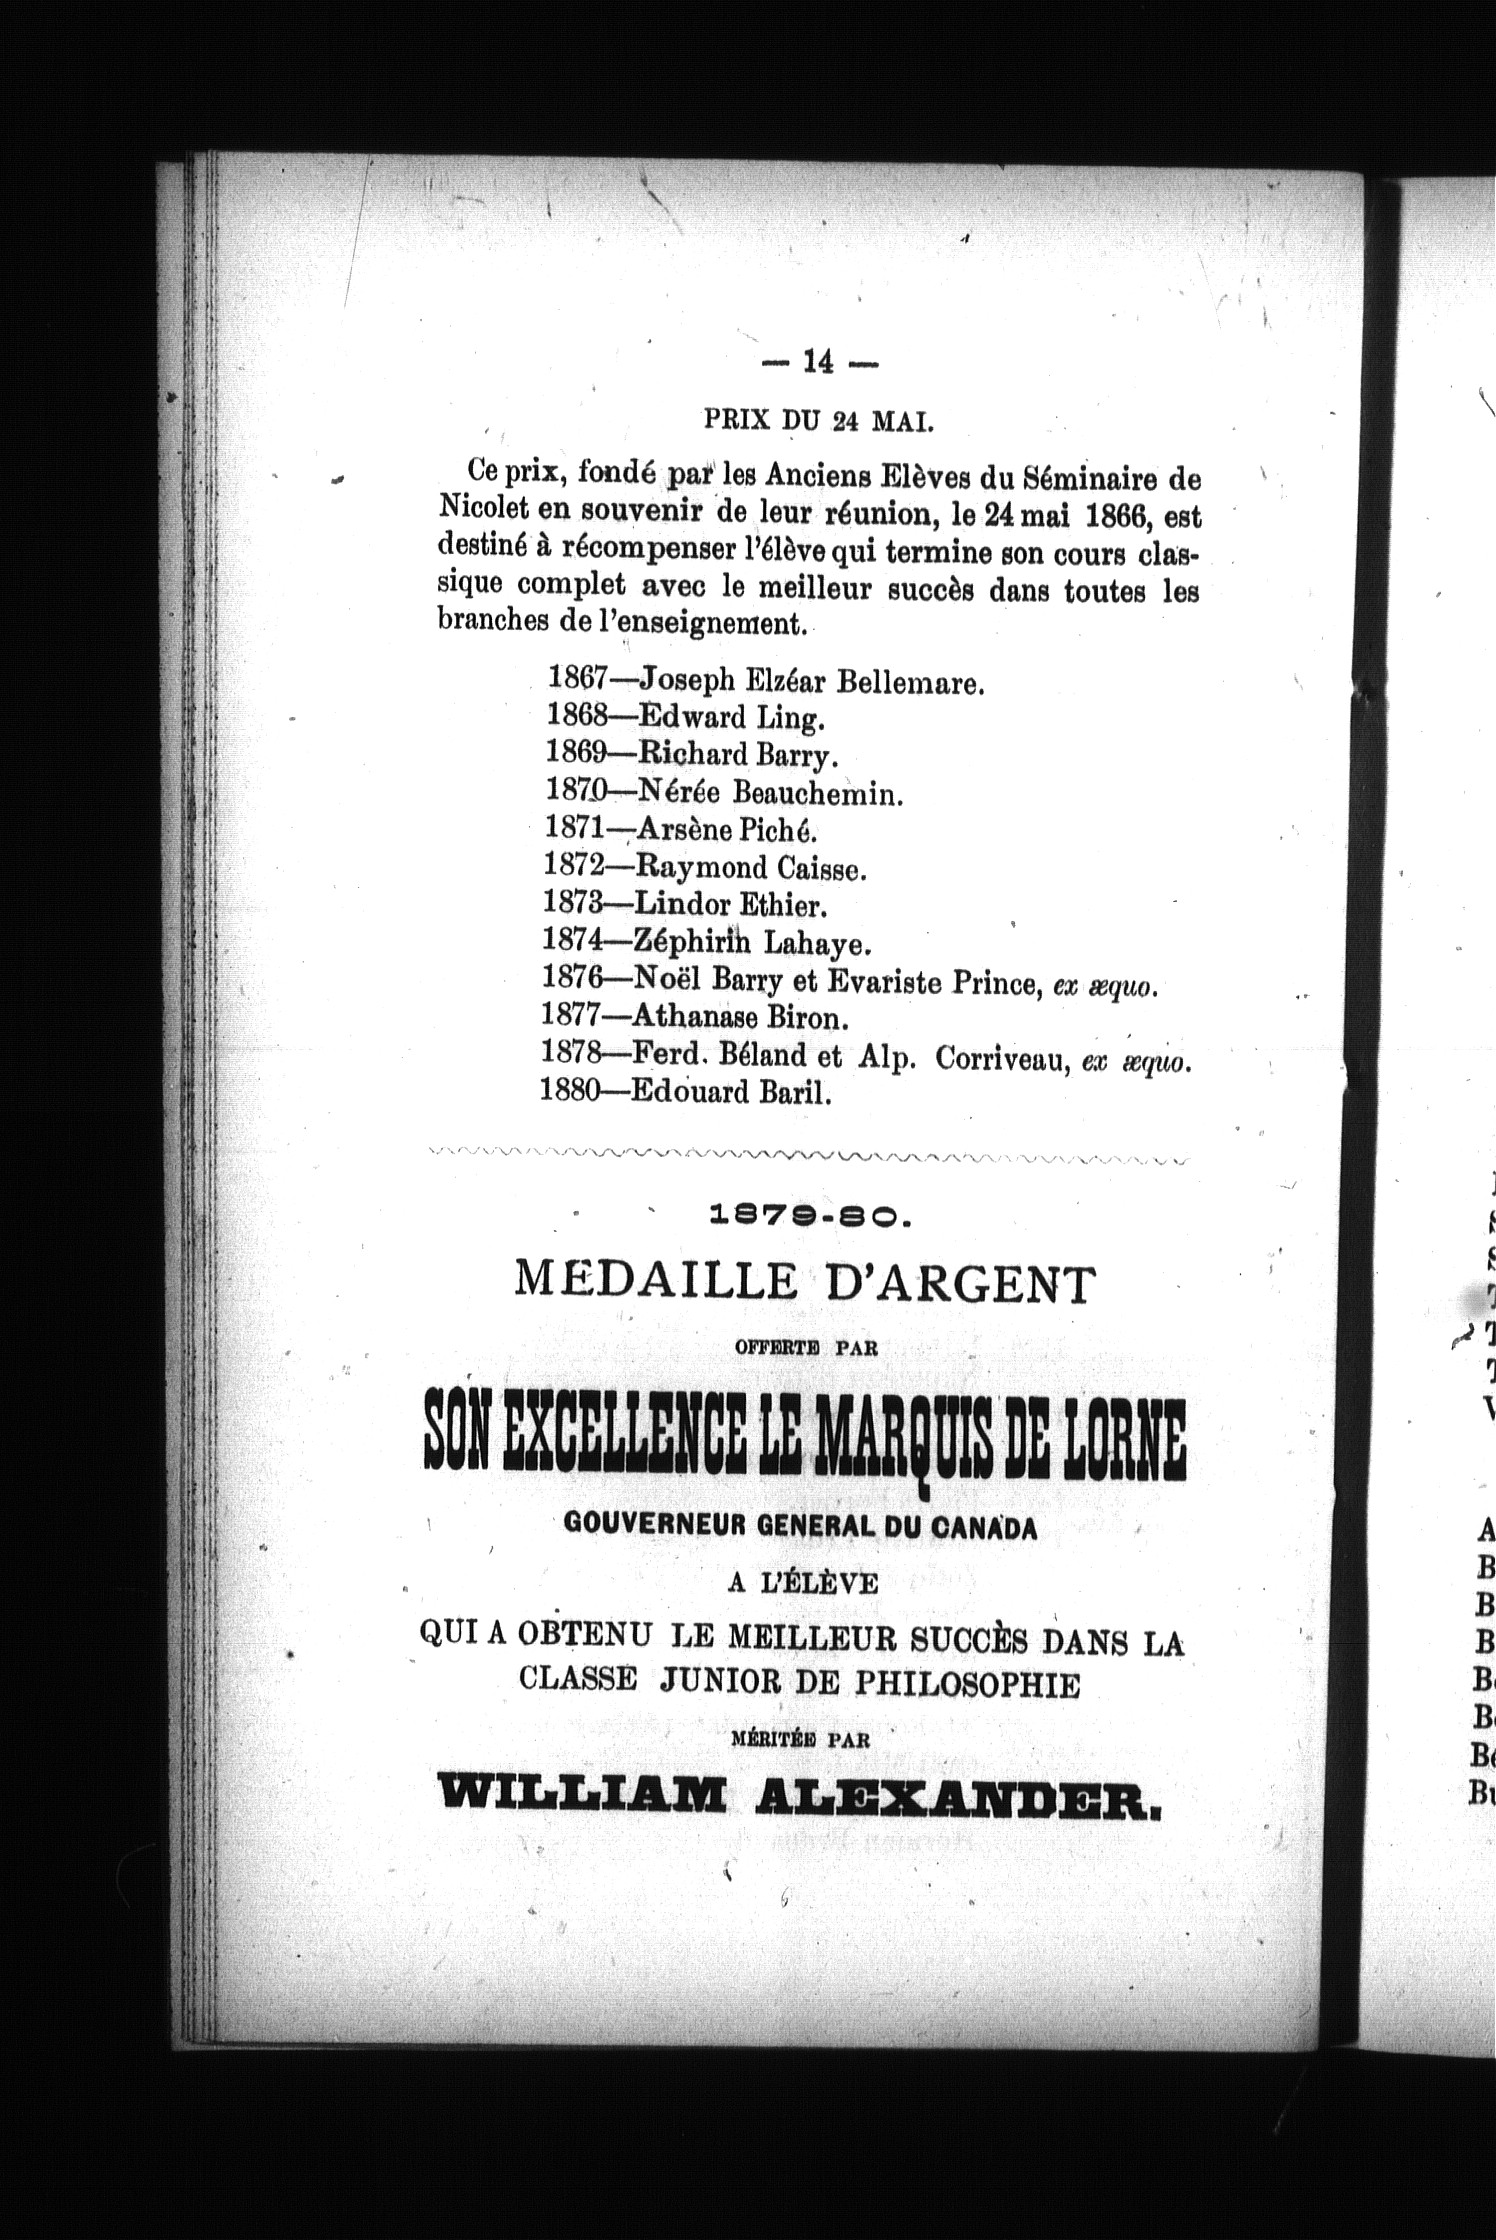 — 14 —
PRIX DU 24 MAI.
Ce prix, fondé par les Anciens Elèves du Séminaire de
Nicolet en souvenir de leur réunion, le 24 mai 1866, est
destiné à récompenser l'élève qui termine son cours clas-
sique complet avec le meilleur succès dans toutes les
branches de l'enseignement.
1867—Joseph Elzéar Bellemare.
1868—Edward Ling.
1869—Richard Barry.
1870—Nérée Beauchemin.
1871—Arsène Piché.
1872—Raymond Caisse.
1873—Lindor Ethier.
1874—Zéphirin Lahaye.
1876—Noël Barry et Evariste Prince, ex æquo.
1877—Athanase Biron.
1878—Ferd. Béland et Alp. Corriveau, ex æquo.
1880—Edouard Baril.
1879-80.
MEDAILLE D'ARGENT
OFFERTE PAR
SON EXCELLENCE LE MARQUIS DE LORNE
GOUVERNEUR GENERAL DU CANADA
A L'ÉLÈVE
QUI A OBTENU LE MEILLEUR SUCCÈS DANS LA
CLASSE JUNIOR DE PHILOSOPHIE
MÉRITÉE PAR
WILLIAM ALEXANDER.